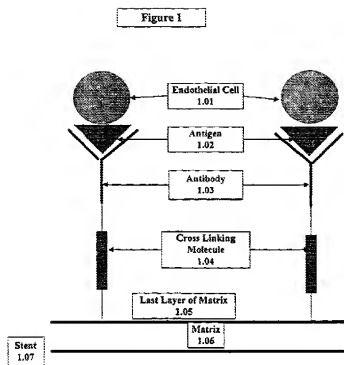 Figure 1
Endothelial Cell
1.01
Antigen
1.02
Antibody
1.03
Cross Linking
Molecule
1.04
Last Layer of Matrix
1.05
Matrix
1.06
Stent
1.07